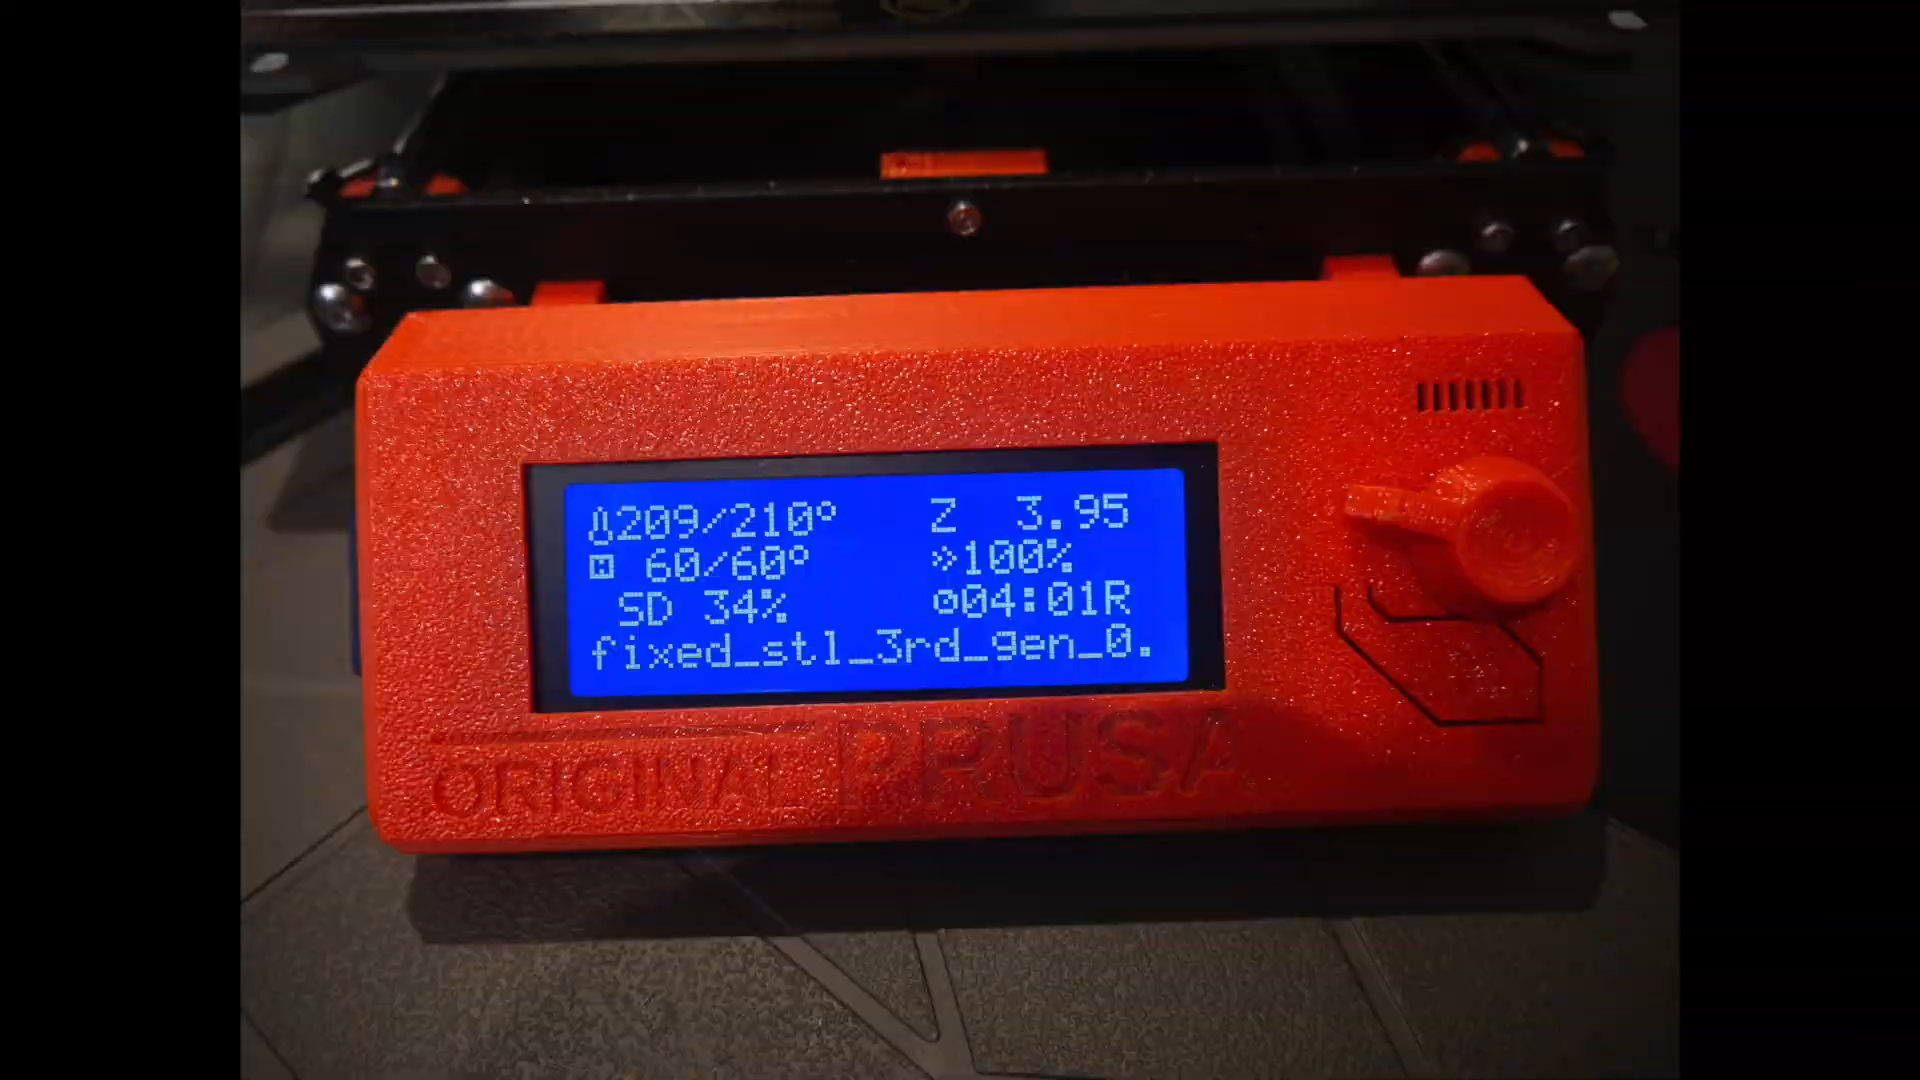 209/210° Z 3.95
60/60° 100%
SD 34% 04:01R
fixed_stl_3rd_gen_0.
ORIGINAL PRUSA